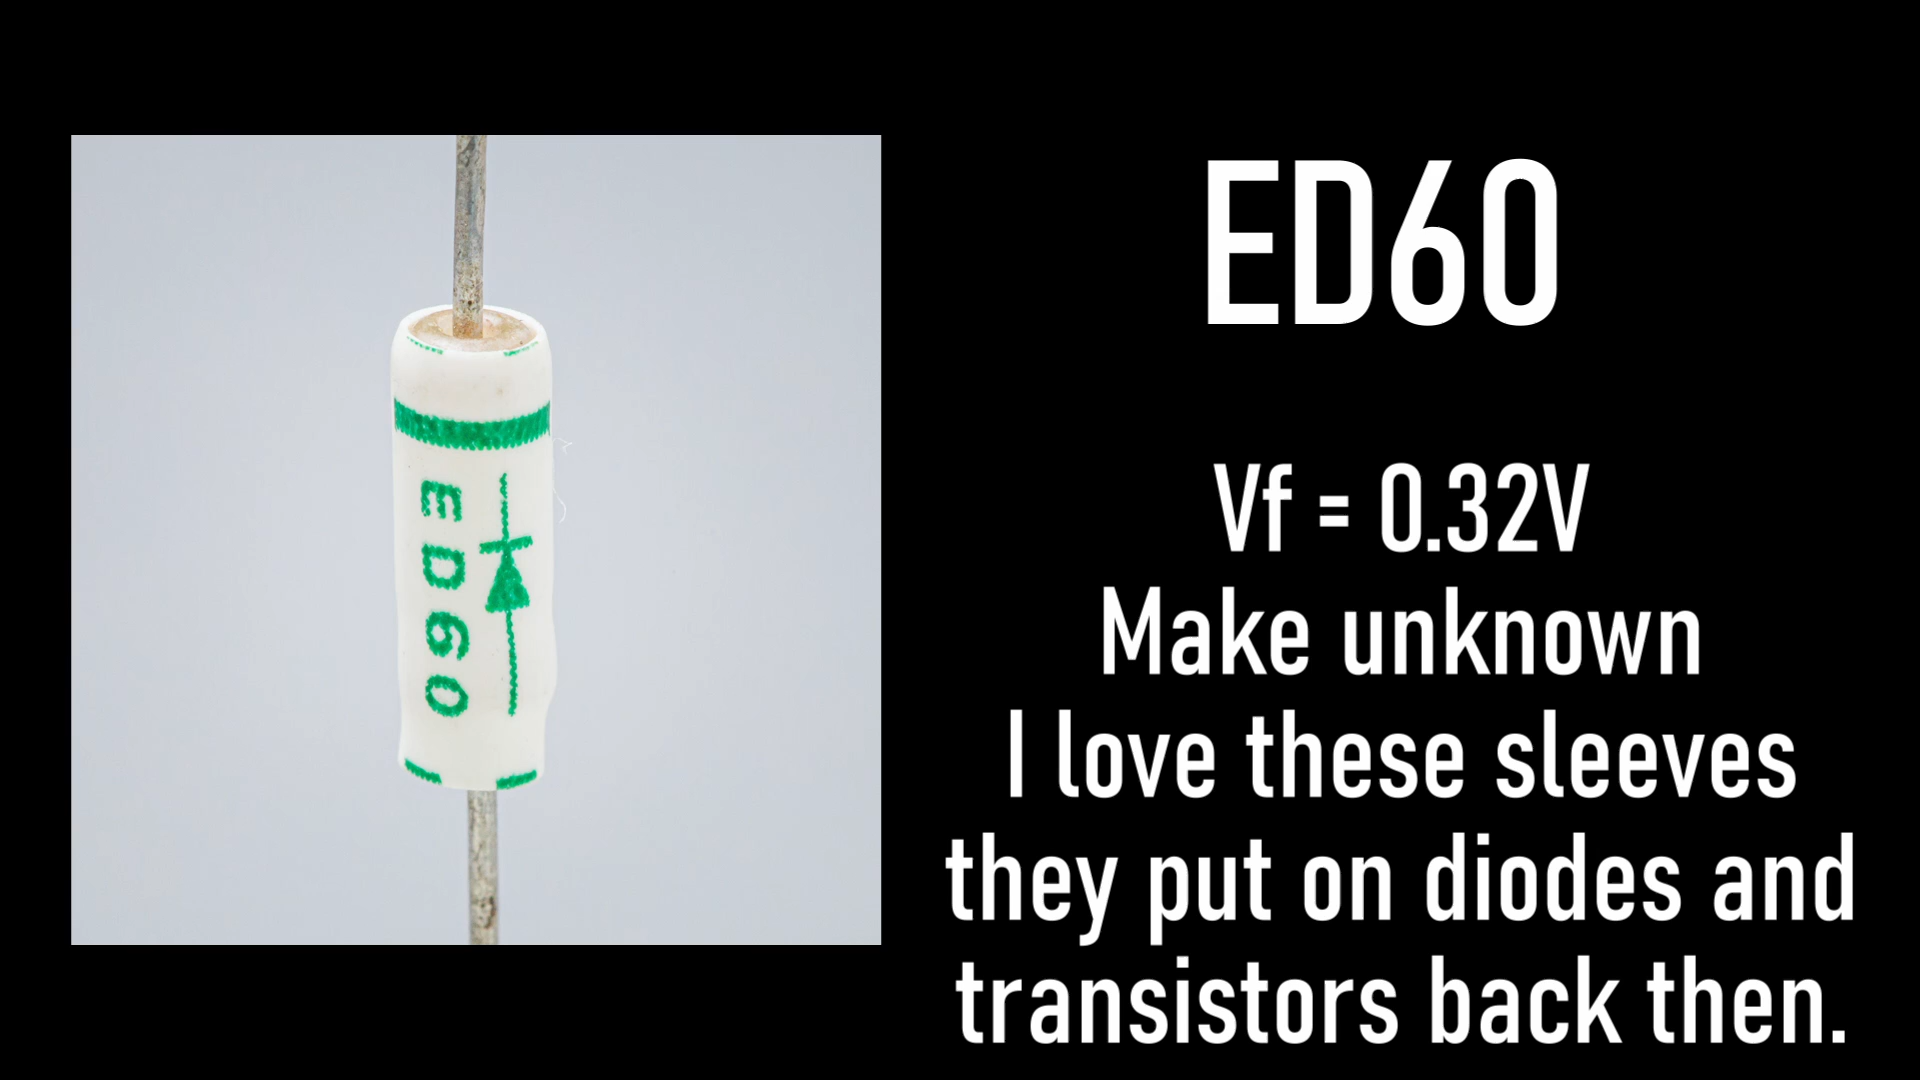 ED60
ED60
Vf = 0.32V
Make unknown
I love these sleeves
they put on diodes and
transistors back then.